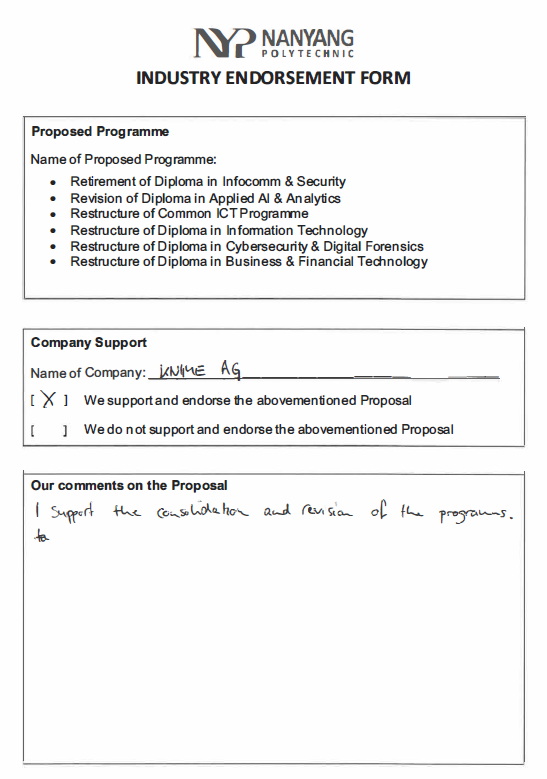 NYP NANYANG
POLYTECHNIC
INDUSTRY ENDORSEMENT FORM
Proposed Programme
Name of Proposed Programme:
• Retirement of Diploma in Infocomm & Security
• Revision of Diploma in Applied AI & Analytics
• Restructure of Common ICT Programme
• Restructure of Diploma in Information Technology
• Restructure of Diploma in Cybersecurity & Digital Forensics
• Restructure of Diploma in Business & Financial Technology
Company Support
Name of Company: KNIME AG
[ X ] We support and endorse the abovementioned Proposal
[ ] We do not support and endorse the abovementioned Proposal
Our comments on the Proposal
I support the consolidation and revision of the programms.